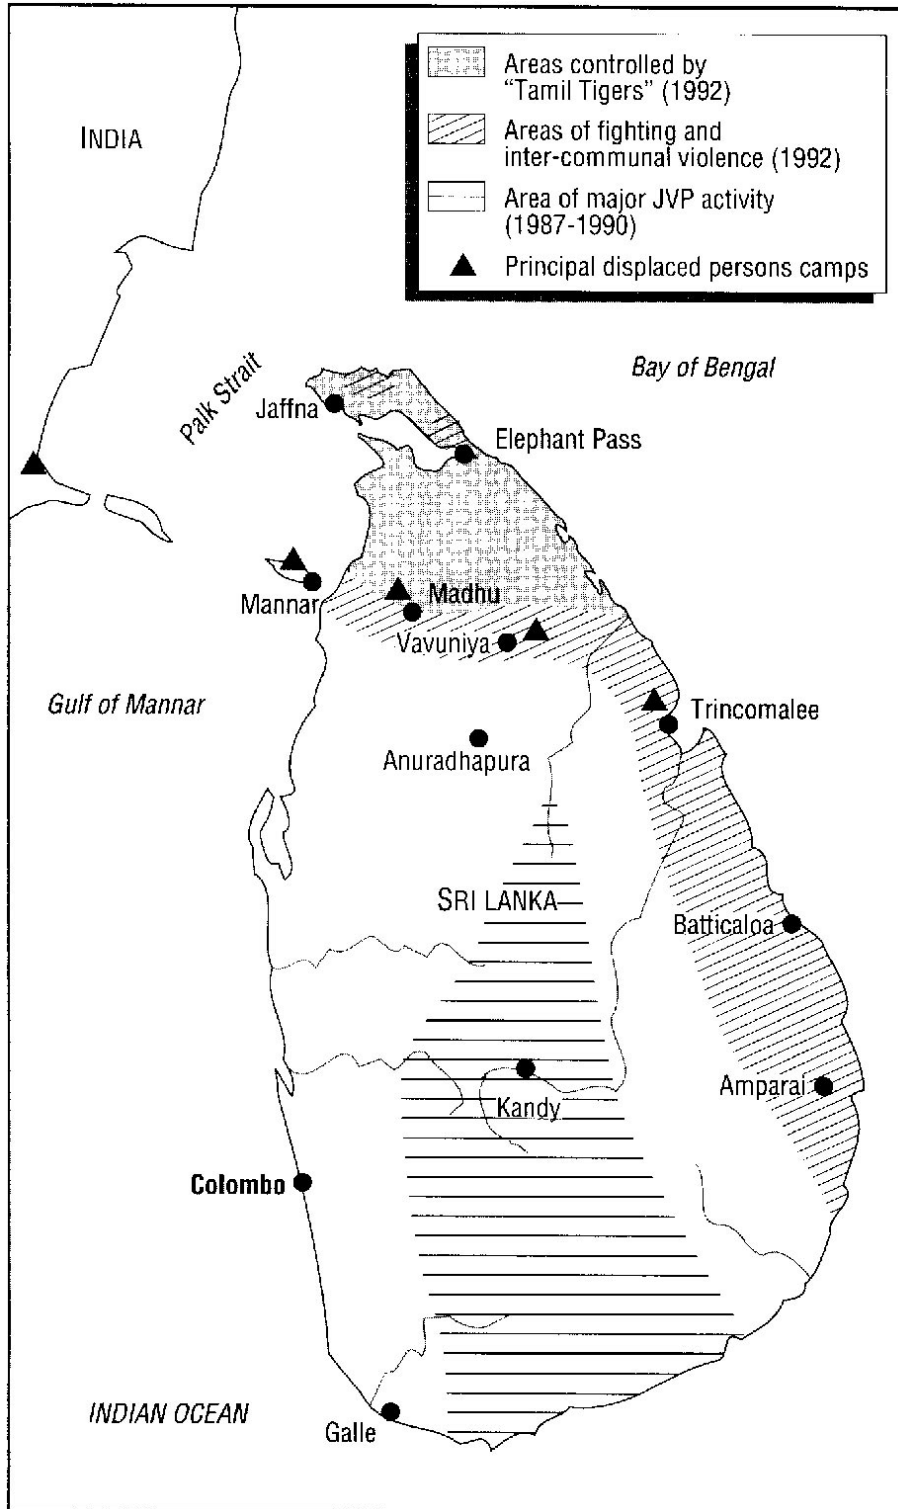 Areas controlled by
“Tamil Tigers” (1992)
Areas of fighting and
inter-communal violence (1992)
Area of major JVP activity
(1987-1990)
Principal displaced persons camps
INDIA
Palk Strait
Bay of Bengal
Jaffna
Elephant Pass
Mannar
Madhu
Vavuniya
Gulf of Mannar
Trincomalee
Anuradhapura
SRI LANKA
Batticaloa
Kandy
Amparai
Colombo
INDIAN OCEAN
Galle